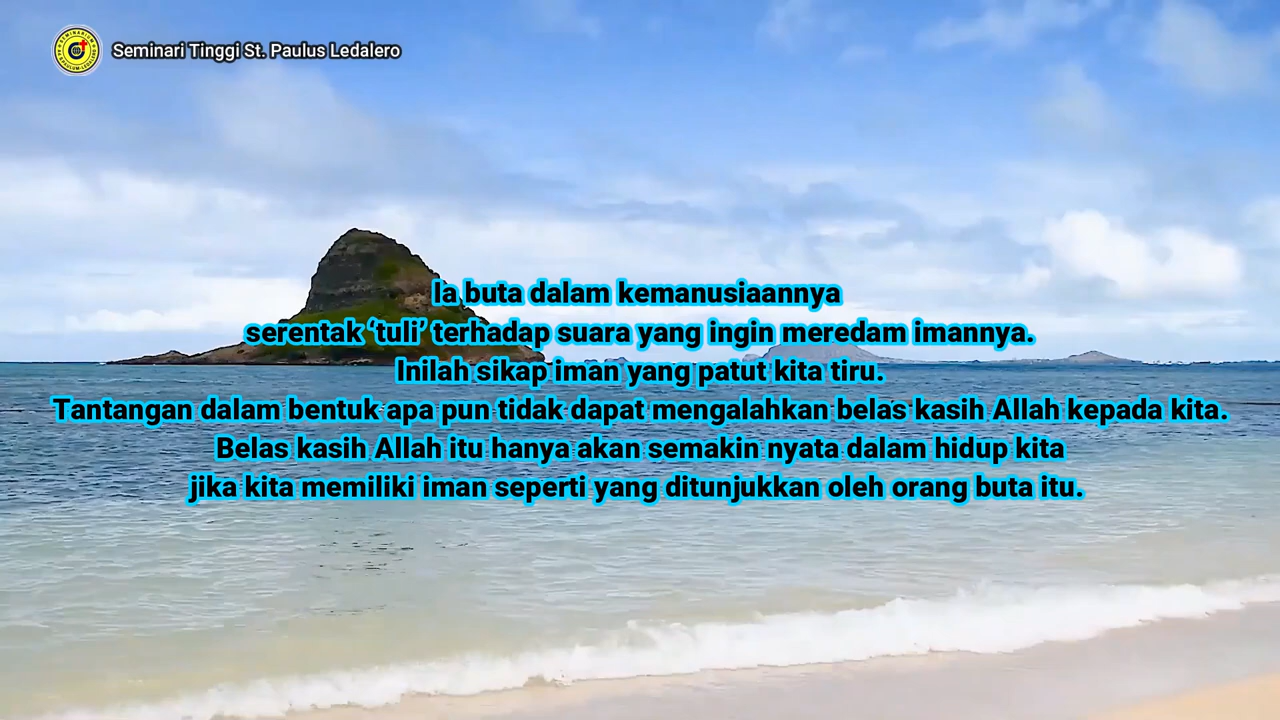 Seminari Tinggi St. Paulus Ledalero
Ia buta dalam kemanusiaannya
serentak ‘tuli’ terhadap suara yang ingin meredam imannya.
Inilah sikap iman yang patut kita tiru.
Tantangan dalam bentuk apa pun tidak dapat mengalahkan belas kasih Allah kepada kita.
Belas kasih Allah itu hanya akan semakin nyata dalam hidup kita
jika kita memiliki iman seperti yang ditunjukkan oleh orang buta itu.